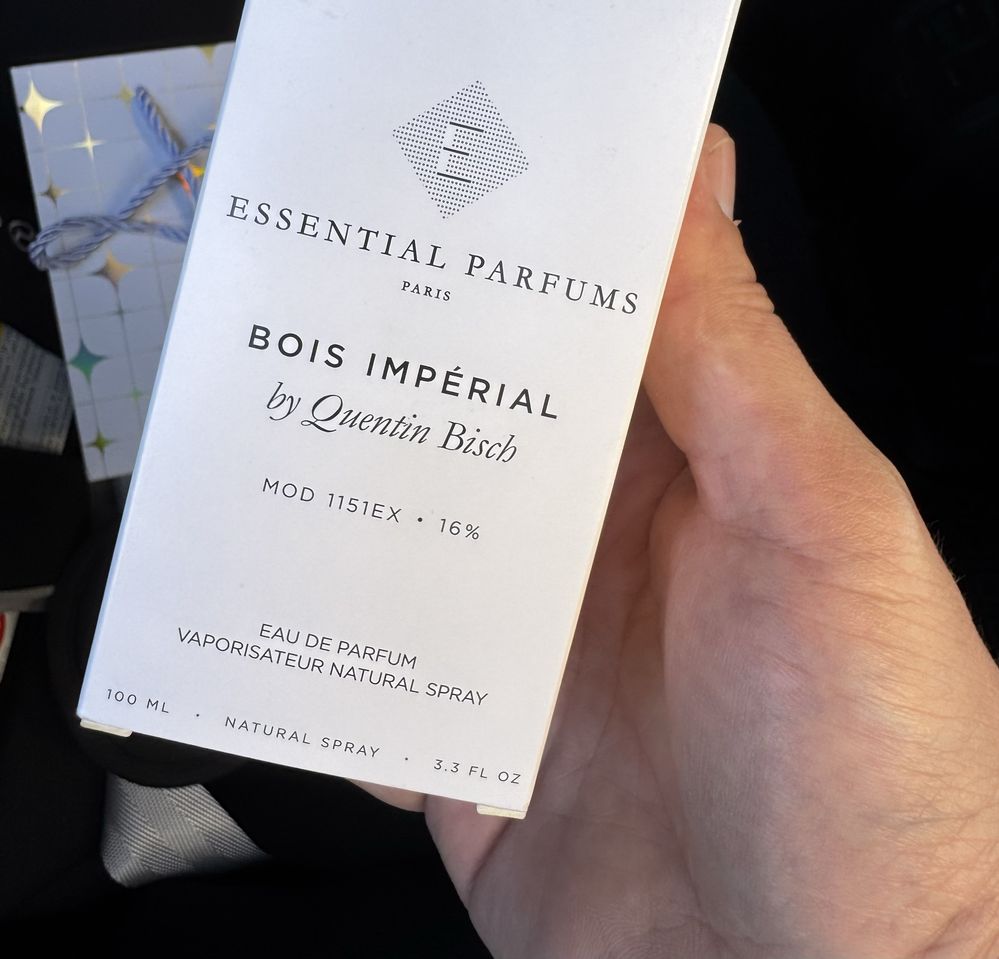 E
ESSENTIAL PARFUMS
PARIS
BOIS IMPÉRIAL
by Quentin Bisch
MOD 1151EX • 16%
EAU DE PARFUM
VAPORISATEUR NATURAL SPRAY
100 ML · NATURAL SPRAY · 3.3 FL OZ